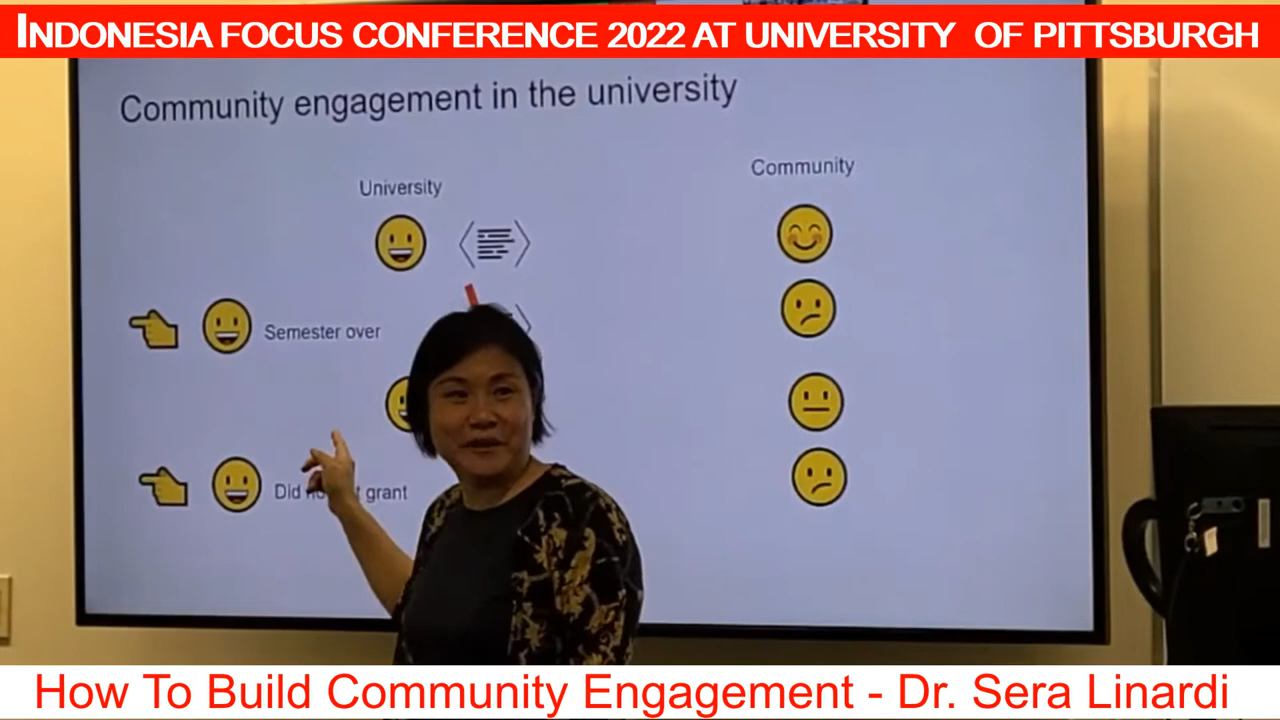 INDONESIA FOCUS CONFERENCE 2022 AT UNIVERSITY OF PITTSBURGH
Community engagement in the university
University
Community
Semester over
Did grant
How To Build Community Engagement - Dr. Sera Linardi